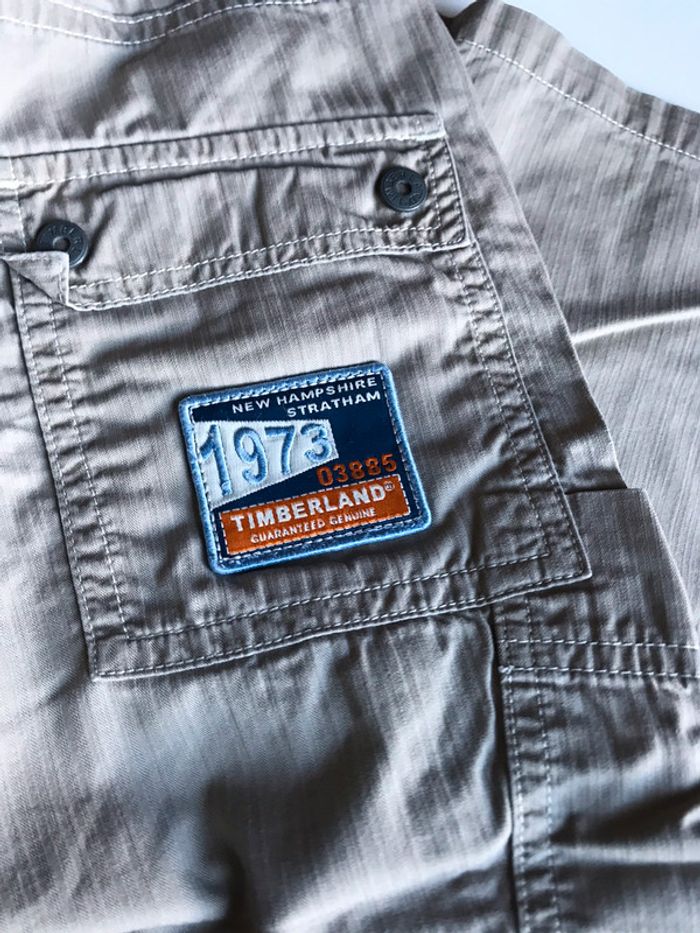 NEW HAMPSHIRE
STRATHAM
1973
03885
TIMBERLAND®
GUARANTEED GENUINE